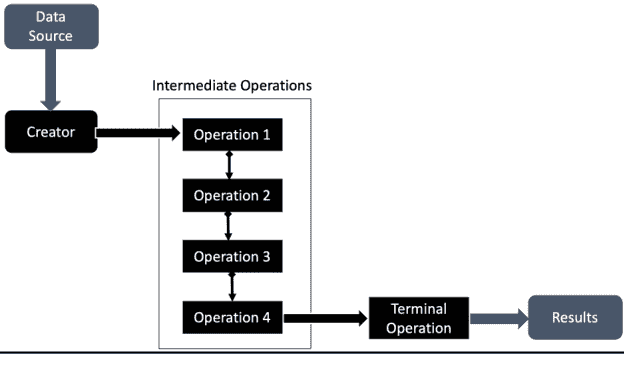 Data
Source
Intermediate Operations
Creator
Operation 1
Operation 2
Operation 3
Operation 4
Terminal
Operation
Results